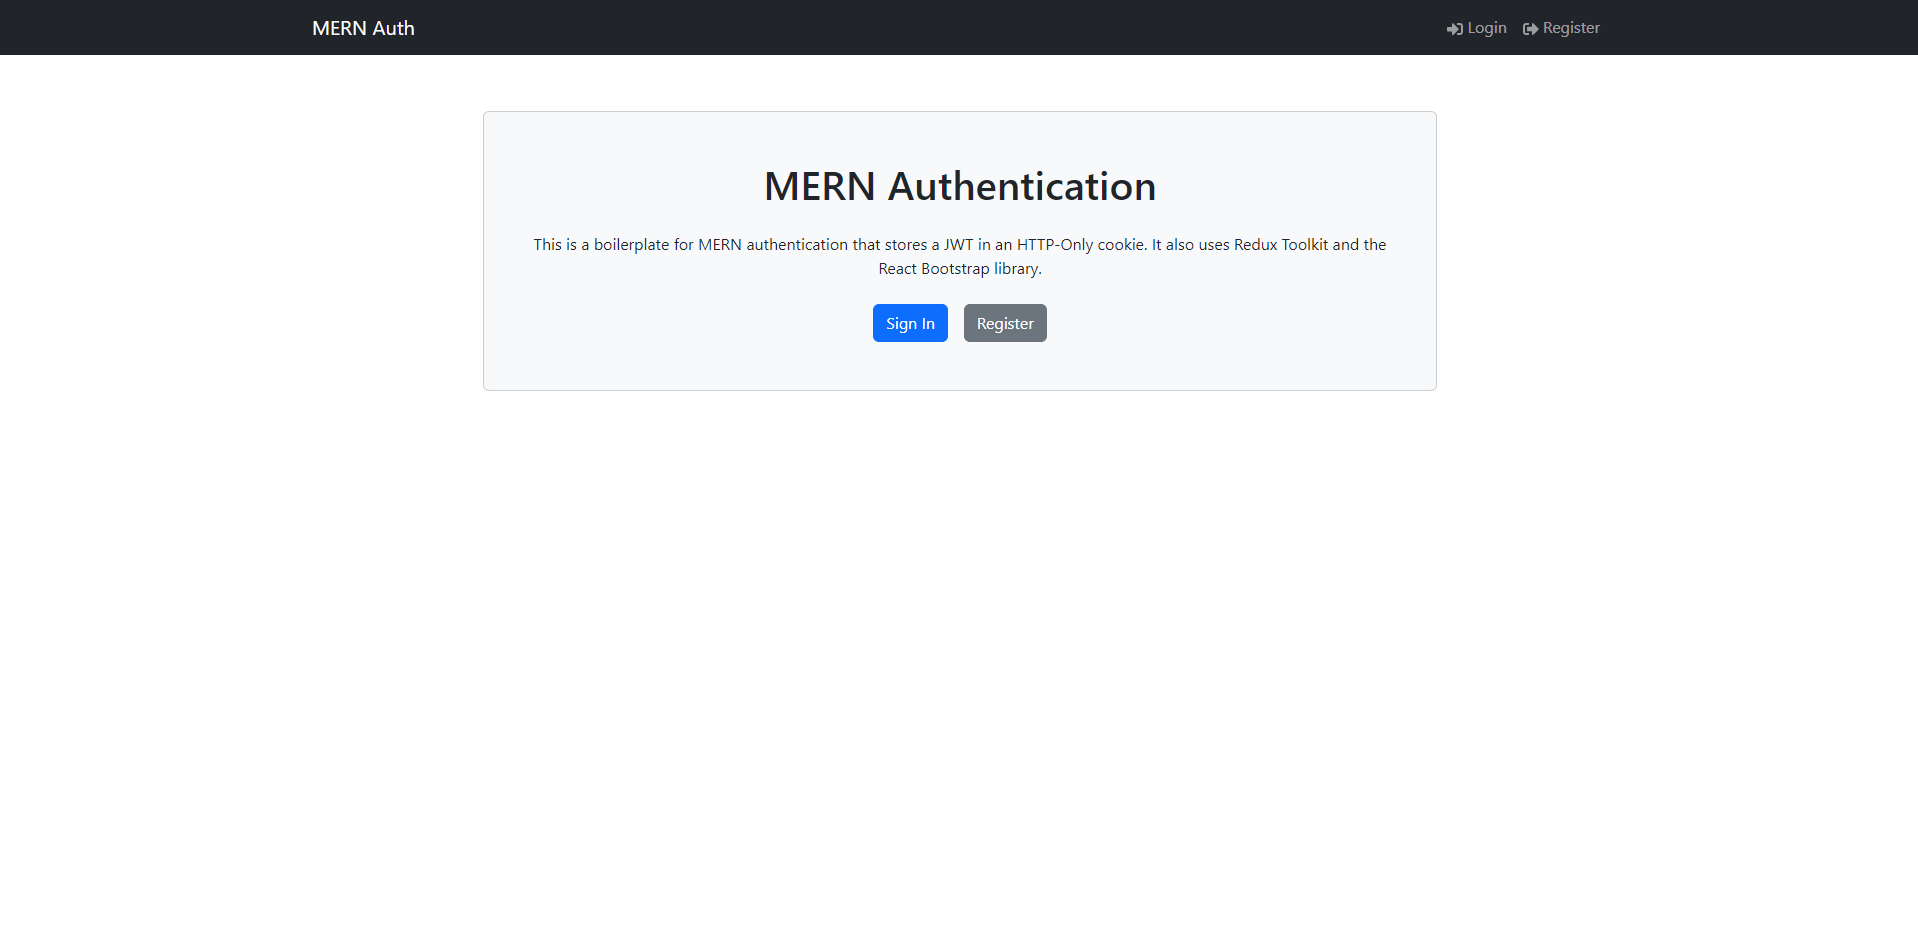 MERN Auth
Login
Register
MERN Authentication
This is a boilerplate for MERN authentication that stores a JWT in an HTTP-Only cookie. It also uses Redux Toolkit and the
React Bootstrap library.
Sign In
Register